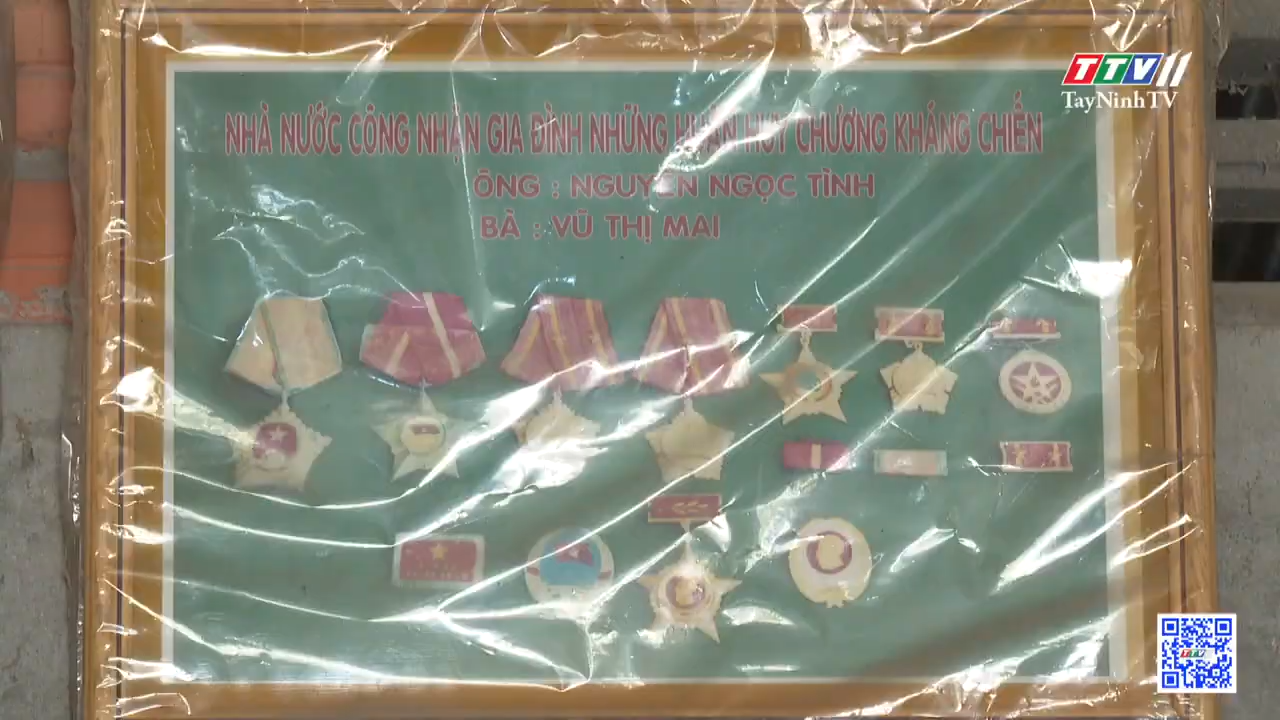 TTV11
TayNinhTV
NHÀ NƯỚC CÔNG NHẬN GIA ĐÌNH NHỮNG HUÂN HUY CHƯƠNG KHÁNG CHIẾN
ÔNG : NGUYỄN NGỌC TÌNH
BÀ : VŨ THỊ MAI
TTV